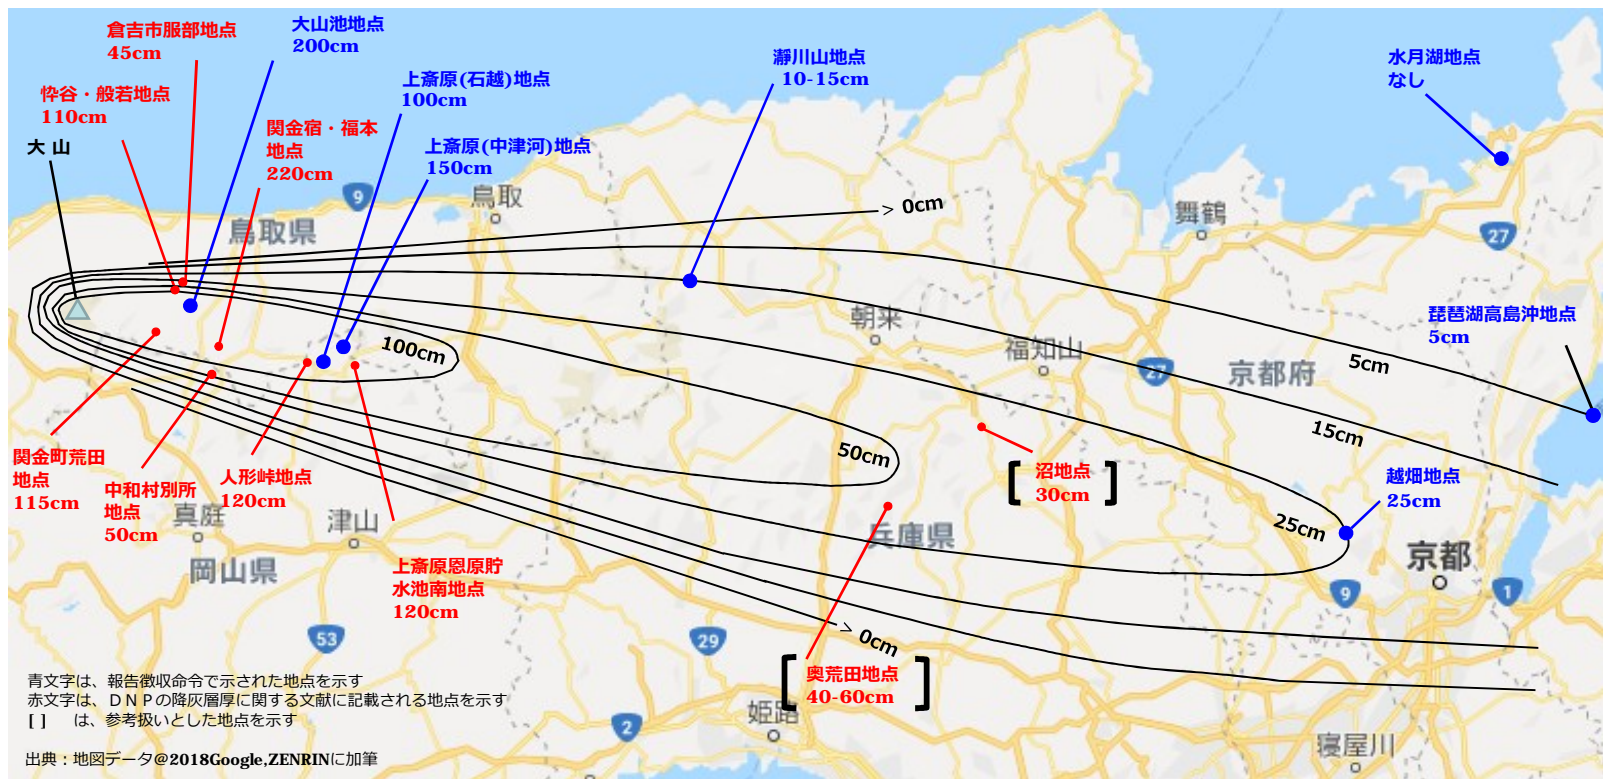 倉吉市服部地点
45cm
大山池地点
200cm
瀞川山地点
10-15cm
水月湖地点
なし
忰谷・般若地点
110cm
上斎原(石越)地点
100cm
関金宿・福本
地点
220cm
上斎原(中津河)地点
150cm
大 山
9
鳥取
鳥取県
> 0cm
舞鶴
27
朝来
福知山
琵琶湖高島沖地点
5cm
100cm
5cm
27
京都府
15cm
50cm
関金町荒田
地点
115cm
中和村別所
地点
50cm
人形峠地点
120cm
[ 沼地点
30cm ]
越畑地点
25cm
真庭
津山
25cm
兵庫県
岡山県
京都
上斎原恩原貯
水池南地点
120cm
9
1
53
29
> 0cm
[ 奥荒田地点
40-60cm ]
姫路
2
寝屋川
青文字は、報告徴収命令で示された地点を示す
赤文字は、DNPの降灰層厚に関する文献に記載される地点を示す
[ ] は、参考扱いとした地点を示す
出典：地図データ@2018Google,ZENRINに加筆